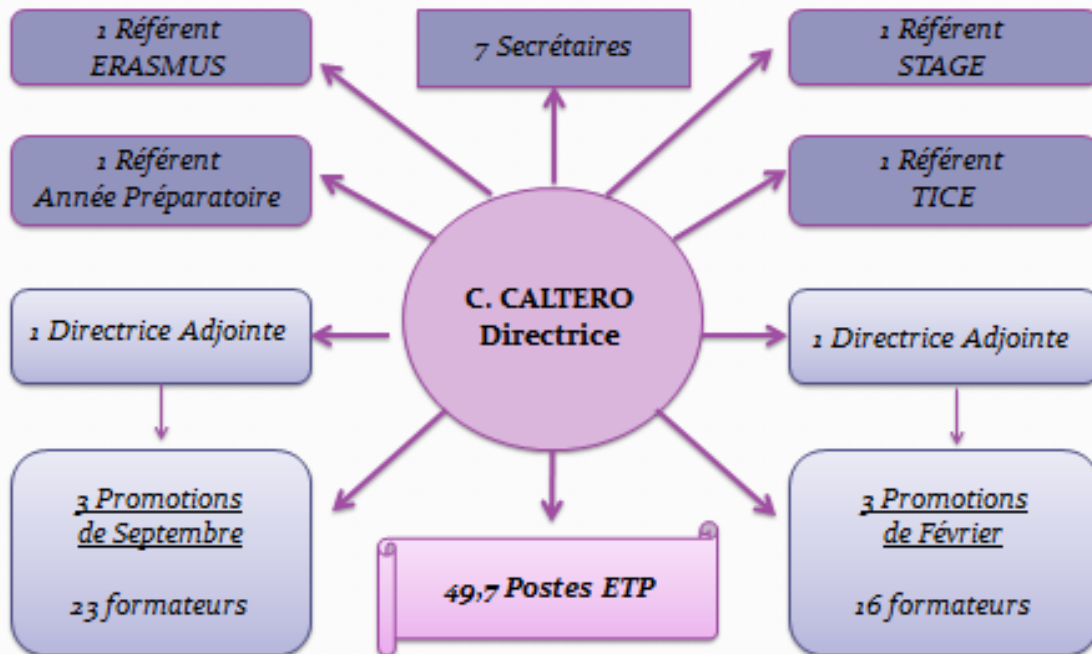 1 Référent
ERASMUS
7 Secrétaires
1 Référent
STAGE
1 Référent
Année Préparatoire
1 Référent
TICE
C. CALTERO
Directrice
1 Directrice Adjointe
1 Directrice Adjointe
3 Promotions
de Septembre
23 formateurs
49,7 Postes ETP
3 Promotions
de Février
16 formateurs